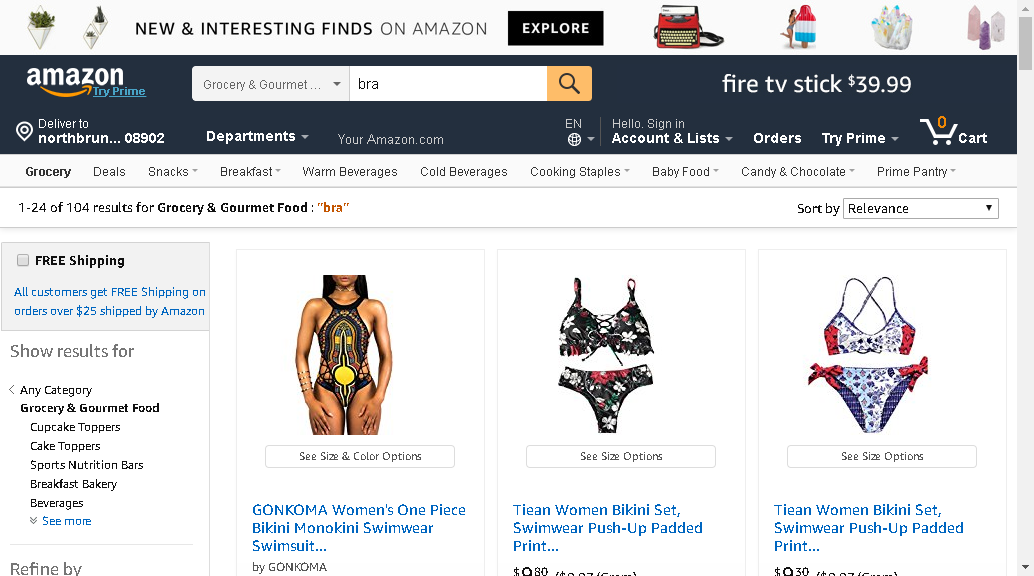 NEW & INTERESTING FINDS ON AMAZON EXPLORE
amazon
Try Prime
Grocery & Gourmet ... bra
fire tv stick $39.99
Deliver to
northbrun... 08902
Departments
Your Amazon.com
EN
Hello. Sign in
Account & Lists
Orders
Try Prime
0
Cart
Grocery Deals Snacks Breakfast Warm Beverages Cold Beverages Cooking Staples Baby Food Candy & Chocolate Prime Pantry
1-24 of 104 results for Grocery & Gourmet Food : "bra"
Sort by Relevance
FREE Shipping
All customers get FREE Shipping on
orders over $25 shipped by Amazon
Show results for
Any Category
Grocery & Gourmet Food
Cupcake Toppers
Cake Toppers
Sports Nutrition Bars
Breakfast Bakery
Beverages
See more
Refine by
See Size & Color Options
GONKOMA Women's One Piece
Bikini Monokini Swimwear
Swimsuit...
by GONKOMA
See Size Options
Tiean Women Bikini Set,
Swimwear Push-Up Padded
Print...
$9.80
See Size Options
Tiean Women Bikini Set,
Swimwear Push-Up Padded
Print...
$9.30